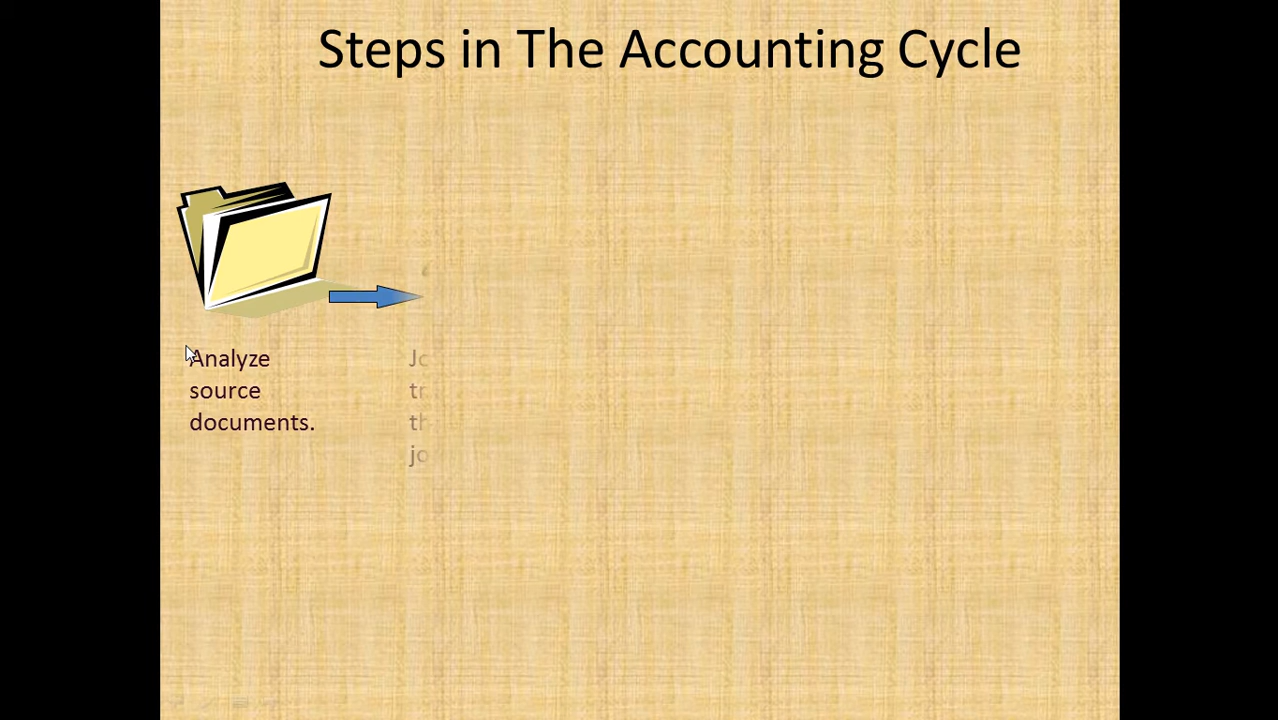 Steps in The Accounting Cycle
Analyze
source
documents.